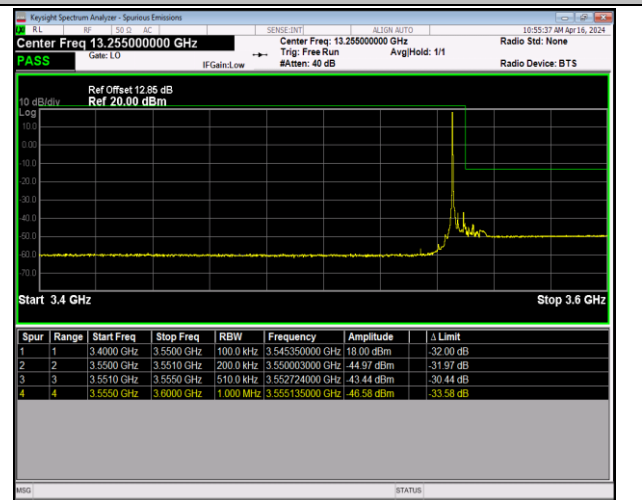 Keysight Spectrum Analyzer - Spurious Emissions
RL RF 50 Ω AC SENSE:INT ALIGN AUTO 10:55:37 AM Apr 16, 2024
Center Freq 13.255000000 GHz Center Freq: 13.255000000 GHz Radio Std: None
PASS Gate: LO Trig: Free Run Avg|Hold: 1/1
IFGain:Low #Atten: 40 dB Radio Device: BTS
Ref Offset 12.85 dB
10 dB/div Ref 20.00 dBm
Log
10.0
0.00
-10.0
-20.0
-30.0
-40.0
-50.0
-60.0
-70.0
Start 3.4 GHz Stop 3.6 GHz
Spur Range Start Freq Stop Freq RBW Frequency Amplitude Δ Limit
1 1 3.4000 GHz 3.5500 GHz 100.0 kHz 3.545350000 GHz 18.00 dBm -32.00 dB
2 2 3.5500 GHz 3.5510 GHz 200.0 kHz 3.550003000 GHz -44.97 dBm -31.97 dB
3 3 3.5510 GHz 3.5550 GHz 510.0 kHz 3.552724000 GHz -43.44 dBm -30.44 dB
4 4 3.5550 GHz 3.6000 GHz 1.000 MHz 3.555135000 GHz -46.58 dBm -33.58 dB
MSG STATUS